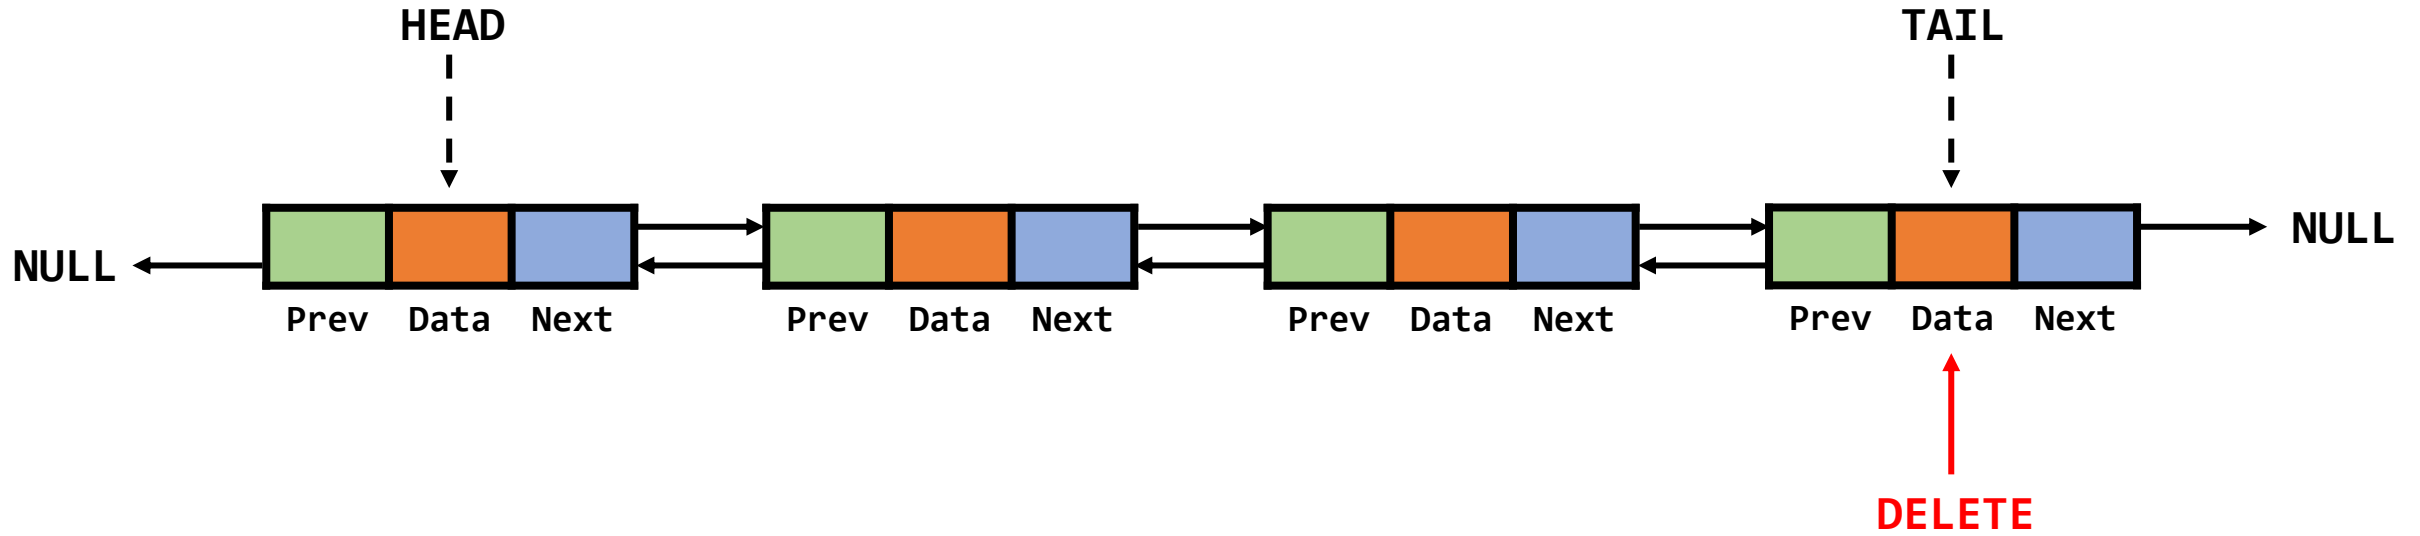 HEAD TAIL
NULL NULL
Prev Data Next Prev Data Next Prev Data Next Prev Data Next
DELETE